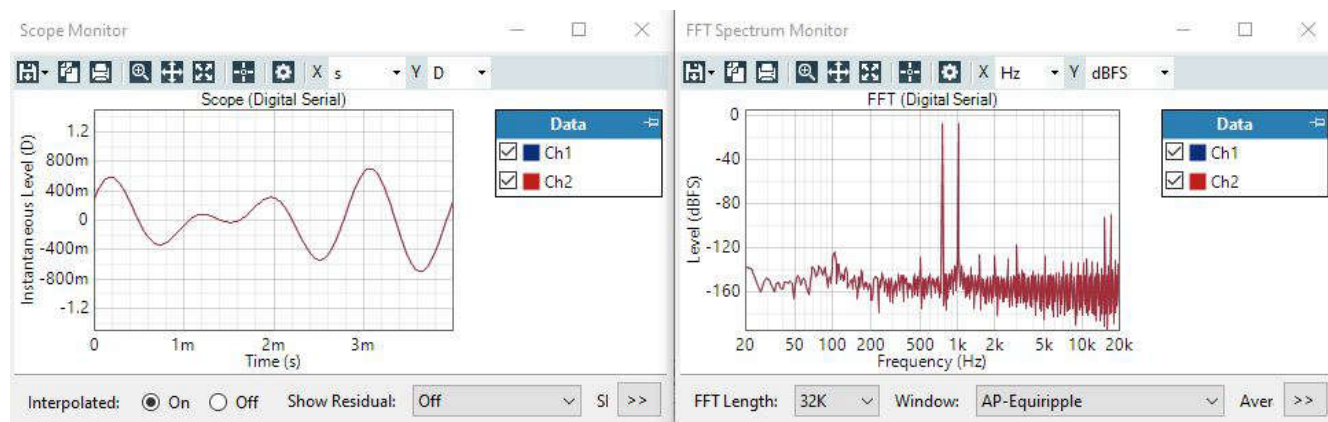 Scope Monitor
X s Y D
Scope (Digital Serial)
Instantaneous Level (D)
1.2
800m
400m
0
-400m
-800m
-1.2
0 1m 2m 3m
Time (s)
Data
Ch1
Ch2
Interpolated: On Off Show Residual: Off SI >>
FFT Spectrum Monitor
X Hz Y dBFS
FFT (Digital Serial)
Level (dBFS)
0
-40
-80
-120
-160
20 50 100 200 500 1k 2k 5k 10k 20k
Frequency (Hz)
Data
Ch1
Ch2
FFT Length: 32K Window: AP-Equiripple Aver >>